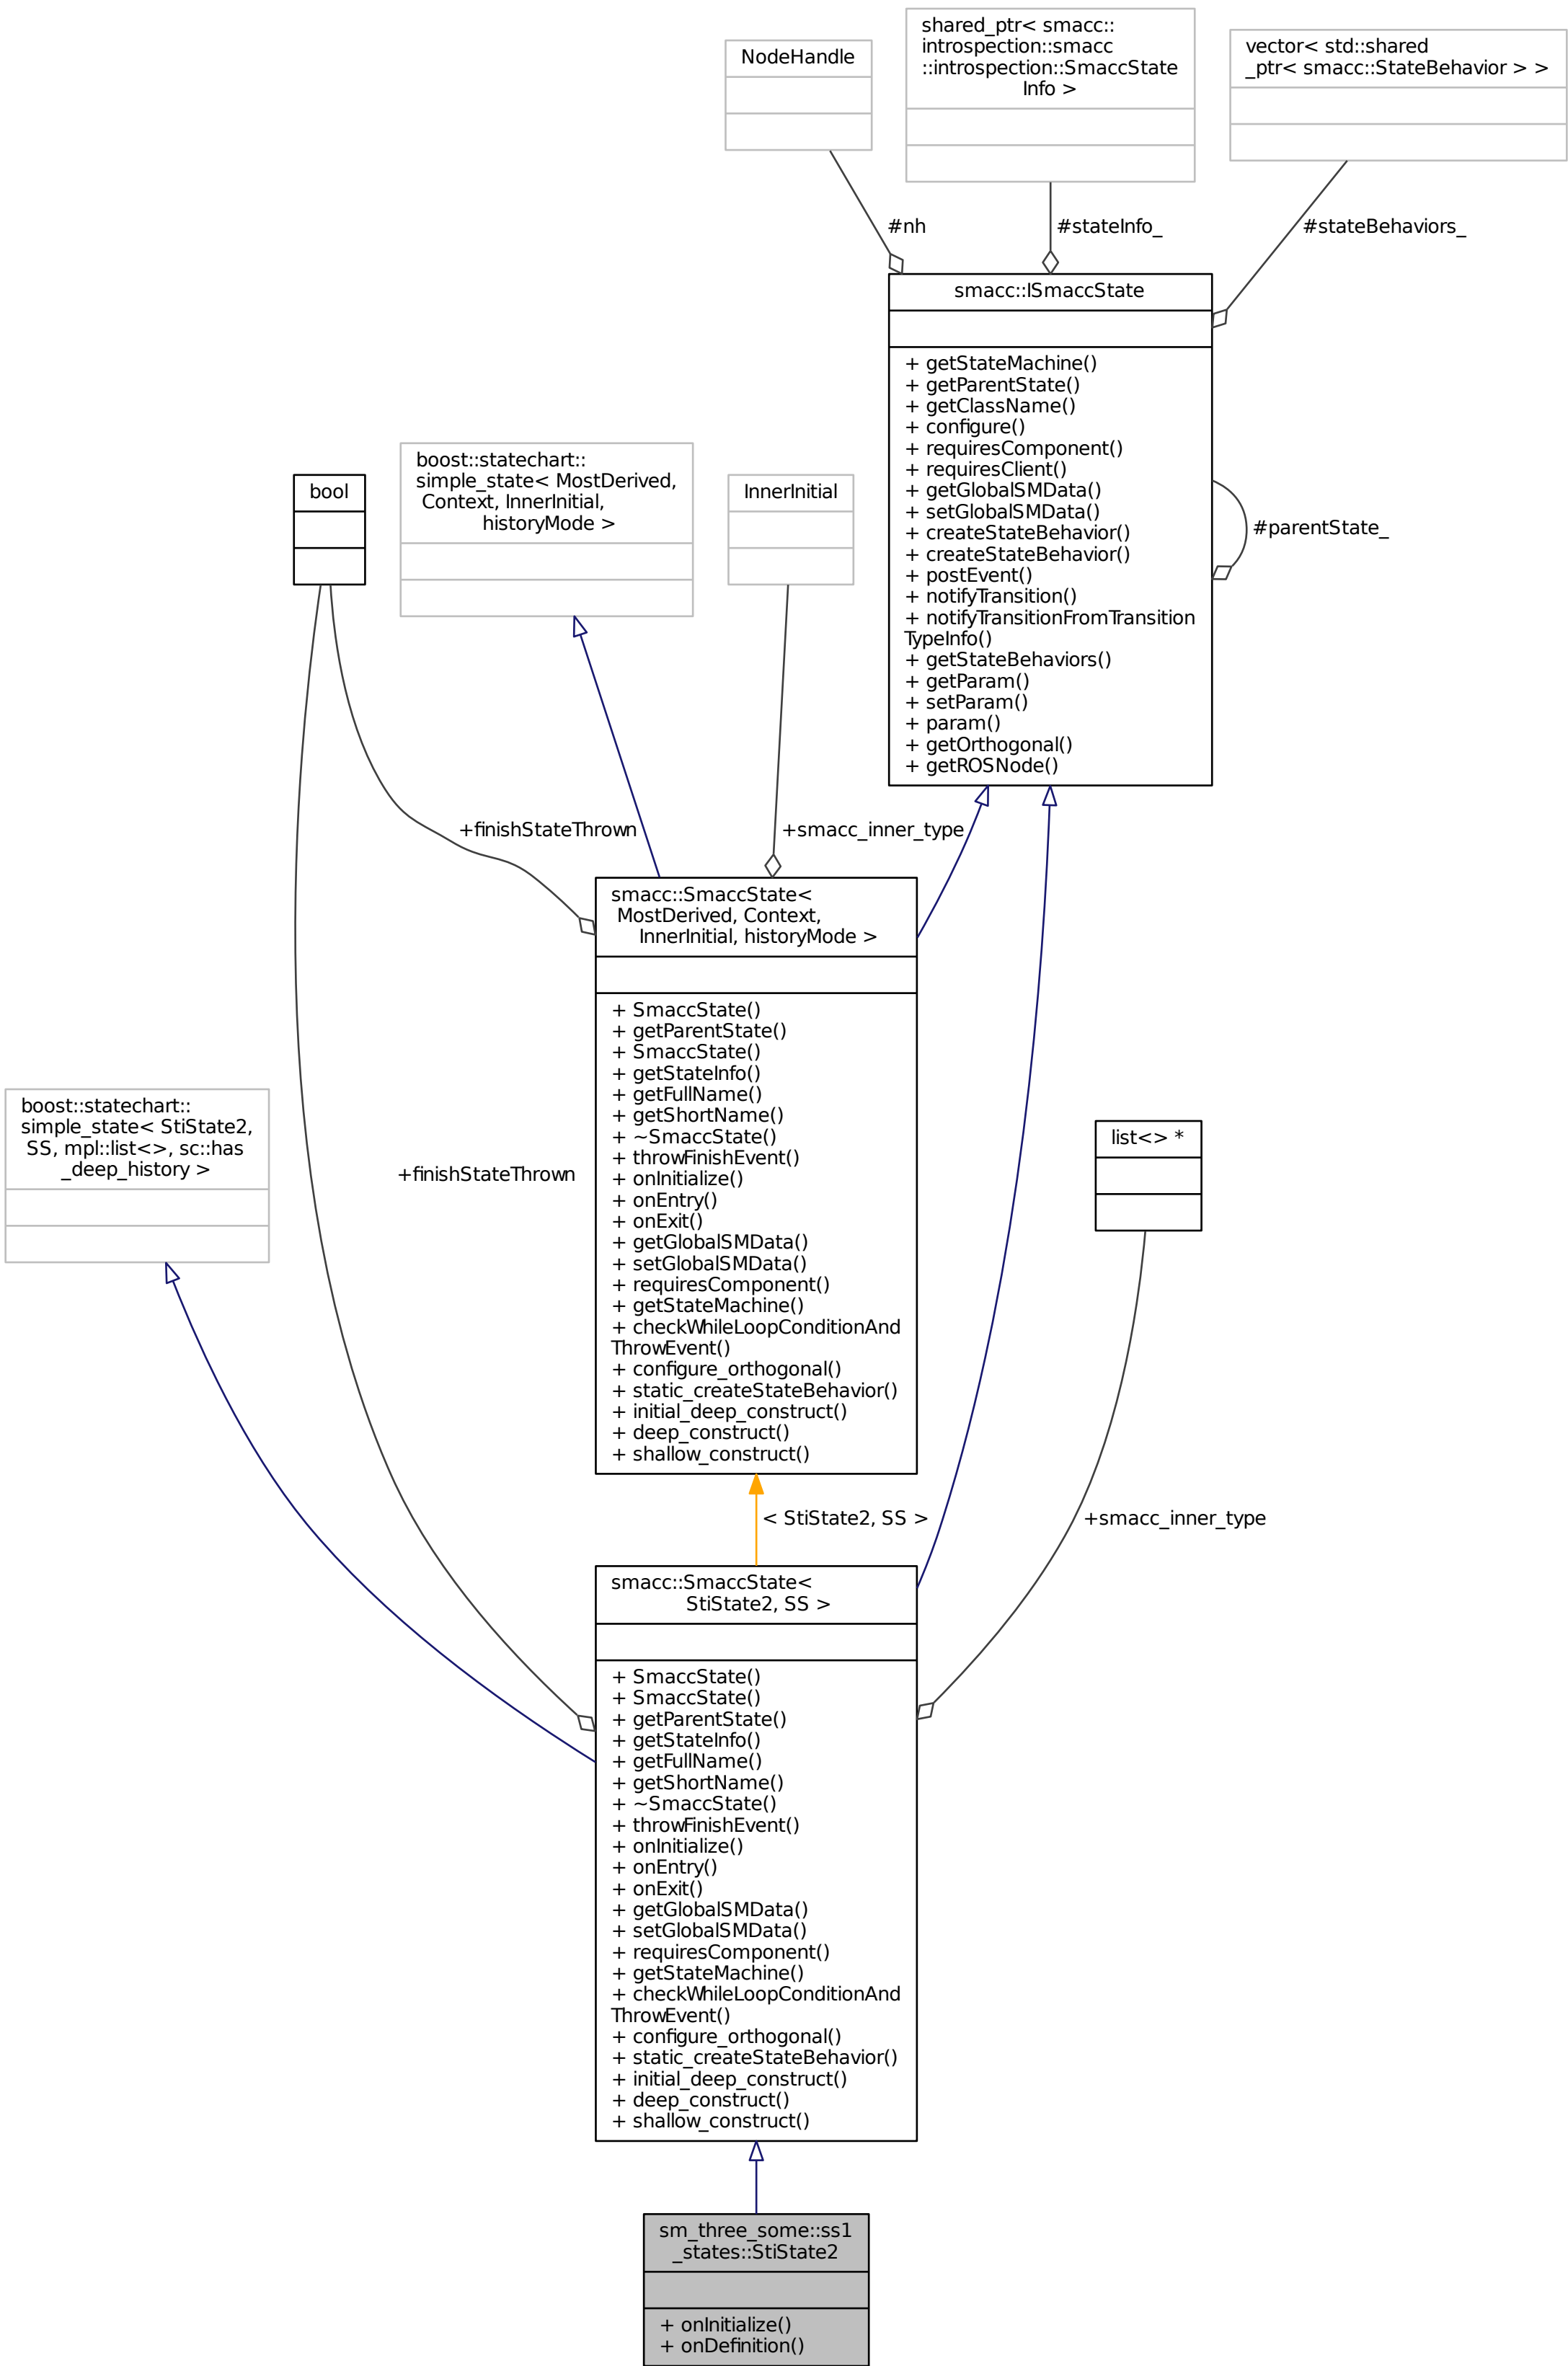 shared_ptr< smacc::
introspection::smacc
::introspection::SmaccState
Info >
NodeHandle
vector< std::shared
_ptr< smacc::StateBehavior > >
#nh
#stateInfo_
#stateBehaviors_
smacc::ISmaccState
+ getStateMachine()
+ getParentState()
+ getClassName()
+ configure()
+ requiresComponent()
+ requiresClient()
+ getGlobalSMData()
+ setGlobalSMData()
+ createStateBehavior()
+ createStateBehavior()
+ postEvent()
+ notifyTransition()
+ notifyTransitionFromTransition
TypeInfo()
+ getStateBehaviors()
+ getParam()
+ setParam()
+ param()
+ getOrthogonal()
+ getROSNode()
#parentState_
bool
boost::statechart::
simple_state< MostDerived,
Context, InnerInitial,
historyMode >
InnerInitial
+finishStateThrown
+smacc_inner_type
smacc::SmaccState<
MostDerived, Context,
InnerInitial, historyMode >
+ SmaccState()
+ getParentState()
+ SmaccState()
+ getStateInfo()
+ getFullName()
+ getShortName()
+ ~SmaccState()
+ throwFinishEvent()
+ onInitialize()
+ onEntry()
+ onExit()
+ getGlobalSMData()
+ setGlobalSMData()
+ requiresComponent()
+ getStateMachine()
+ checkWhileLoopConditionAnd
ThrowEvent()
+ configure_orthogonal()
+ static_createStateBehavior()
+ initial_deep_construct()
+ deep_construct()
+ shallow_construct()
boost::statechart::
simple_state< StiState2,
SS, mpl::list<>, sc::has
_deep_history >
+finishStateThrown
list<> *
< StiState2, SS >
+smacc_inner_type
smacc::SmaccState<
StiState2, SS >
+ SmaccState()
+ SmaccState()
+ getParentState()
+ getStateInfo()
+ getFullName()
+ getShortName()
+ ~SmaccState()
+ throwFinishEvent()
+ onInitialize()
+ onEntry()
+ onExit()
+ getGlobalSMData()
+ setGlobalSMData()
+ requiresComponent()
+ getStateMachine()
+ checkWhileLoopConditionAnd
ThrowEvent()
+ configure_orthogonal()
+ static_createStateBehavior()
+ initial_deep_construct()
+ deep_construct()
+ shallow_construct()
sm_three_some::ss1
_states::StiState2
+ onInitialize()
+ onDefinition()